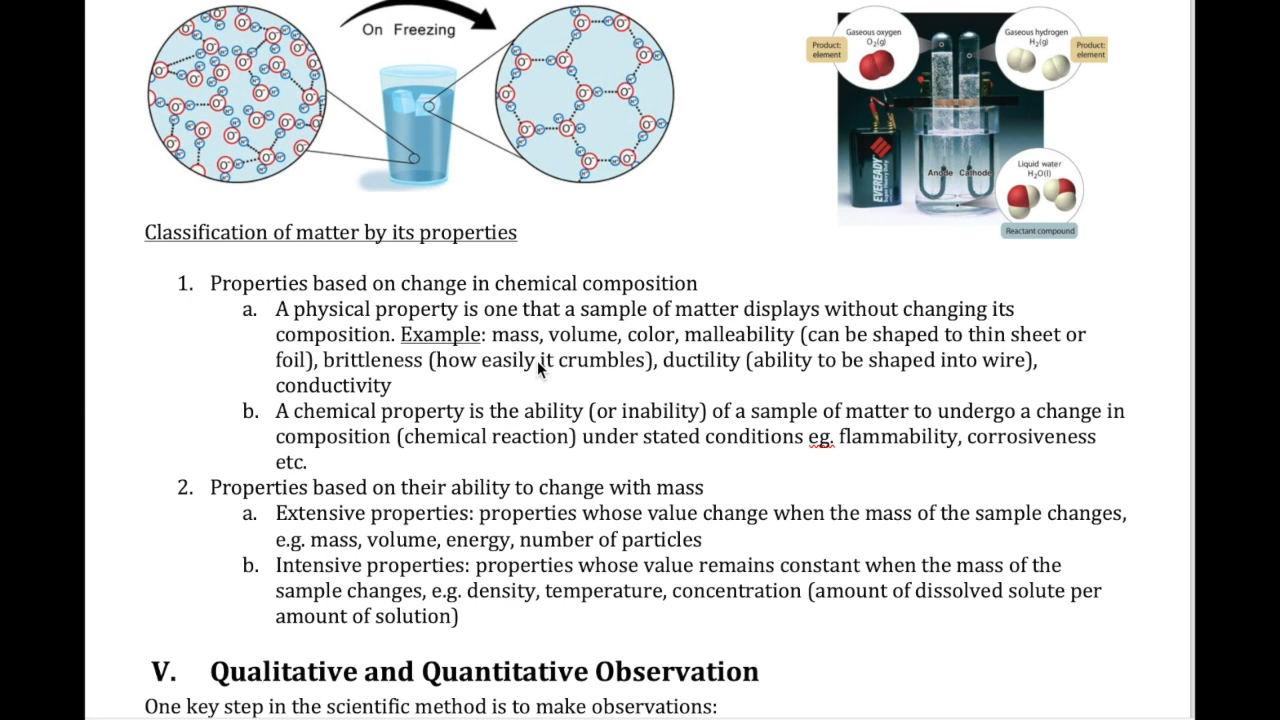 On Freezing
Gaseous oxygen
O₂(g)
Product:
element
Gaseous hydrogen
H₂(g)
Product:
element
EVEREADY
Anode Cathode
Liquid water
H₂O(l)
Reactant compound
Classification of matter by its properties
1. Properties based on change in chemical composition
a. A physical property is one that a sample of matter displays without changing its
composition. Example: mass, volume, color, malleability (can be shaped to thin sheet or
foil), brittleness (how easily it crumbles), ductility (ability to be shaped into wire),
conductivity
b. A chemical property is the ability (or inability) of a sample of matter to undergo a change in
composition (chemical reaction) under stated conditions eg. flammability, corrosiveness
etc.
2. Properties based on their ability to change with mass
a. Extensive properties: properties whose value change when the mass of the sample changes,
e.g. mass, volume, energy, number of particles
b. Intensive properties: properties whose value remains constant when the mass of the
sample changes, e.g. density, temperature, concentration (amount of dissolved solute per
amount of solution)
V. Qualitative and Quantitative Observation
One key step in the scientific method is to make observations: